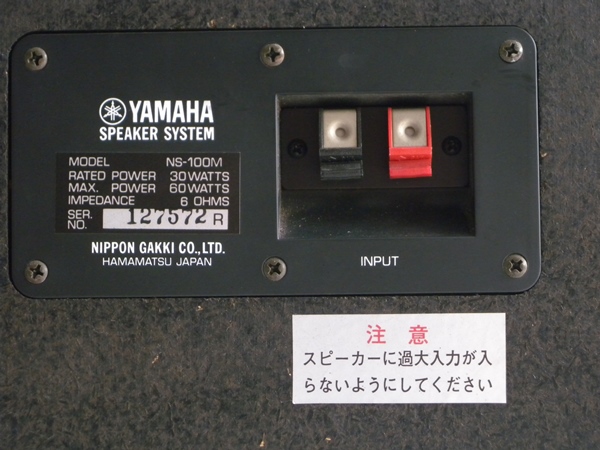 YAMAHA
SPEAKER SYSTEM
MODEL NS-100M
RATED POWER 30 WATTS
MAX. POWER 60 WATTS
IMPEDANCE 6 OHMS
SER. NO. 127572 R
NIPPON GAKKI CO., LTD.
HAMAMATSU JAPAN
INPUT
注意
スピーカーに過大入力が入
らないようにしてください